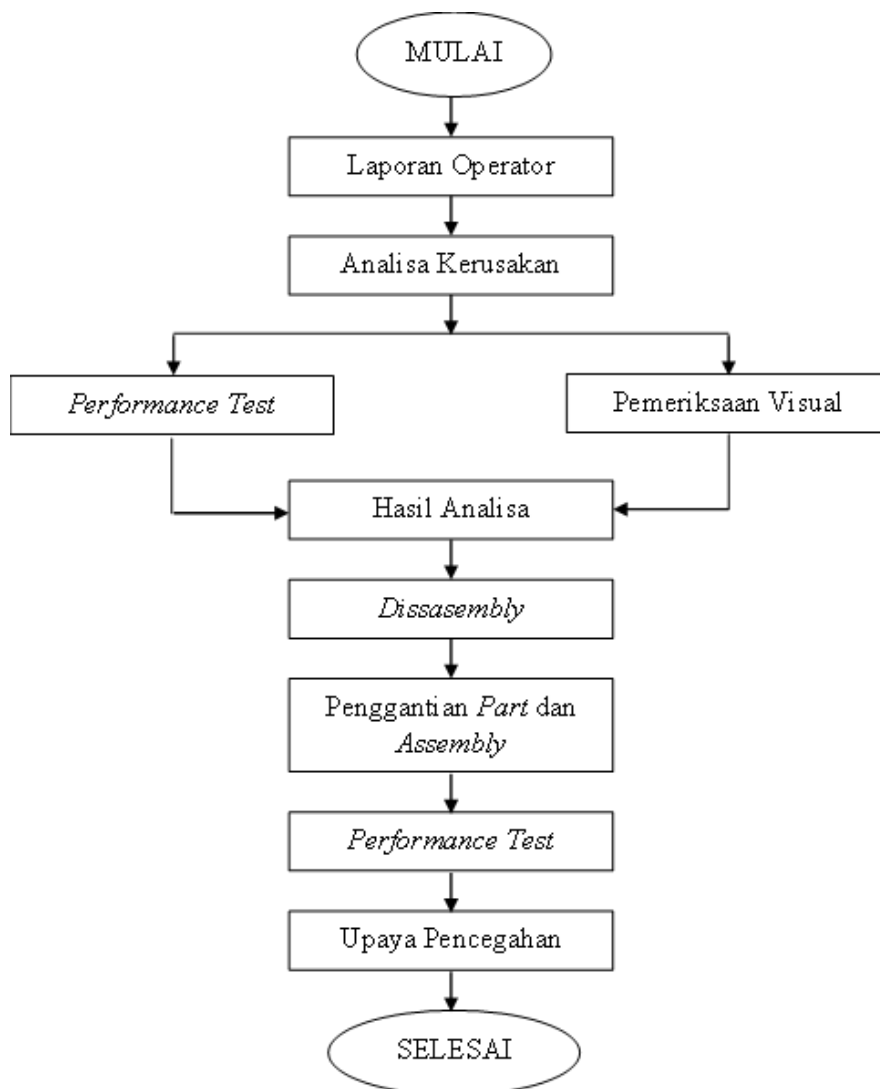 MULAI
Laporan Operator
Analisa Kerusakan
Performance Test
Pemeriksaan Visual
Hasil Analisa
Dissasembly
Penggantian Part dan
Assembly
Performance Test
Upaya Pencegahan
SELESAI